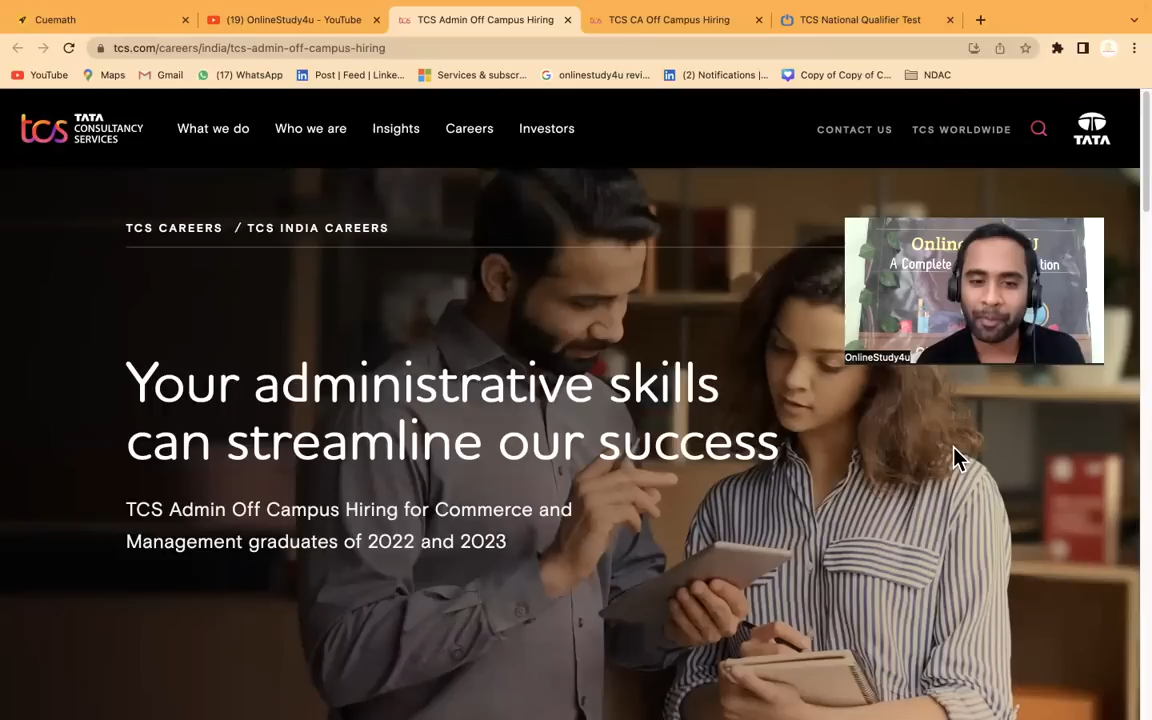 Cuemath
(19) OnlineStudy4u - YouTube
TCS Admin Off Campus Hiring
TCS CA Off Campus Hiring
TCS National Qualifier Test
tcs.com/careers/india/tcs-admin-off-campus-hiring
YouTube
Maps
Gmail
(17) WhatsApp
Post | Feed | Linke...
Services & subscr...
onlinestudy4u revi...
(2) Notifications |...
Copy of Copy of C...
NDAC
tcs TATA
CONSULTANCY
SERVICES
What we do
Who we are
Insights
Careers
Investors
CONTACT US
TCS WORLDWIDE
TATA
TCS CAREERS / TCS INDIA CAREERS
A Complete
OnlineStudy4u
Your administrative skills
can streamline our success
TCS Admin Off Campus Hiring for Commerce and
Management graduates of 2022 and 2023